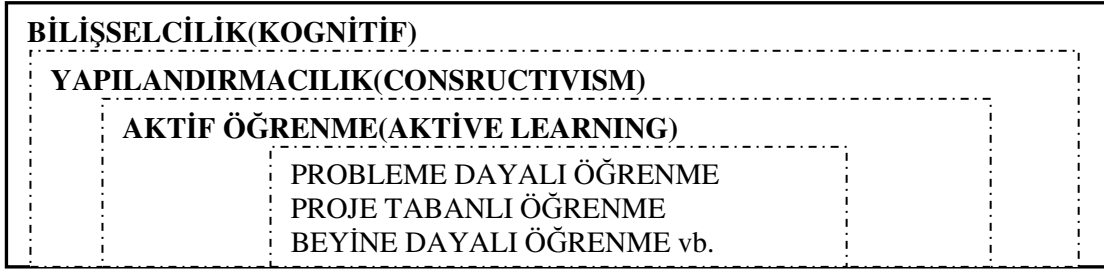 BİLİŞSELCİLİK(KOGNİTİF)
YAPILANDIRMACILIK(CONSRUCTIVISM)
AKTİF ÖĞRENME(AKTİVE LEARNING)
PROBLEME DAYALI ÖĞRENME
PROJE TABANLI ÖĞRENME
BEYİNE DAYALI ÖĞRENME vb.